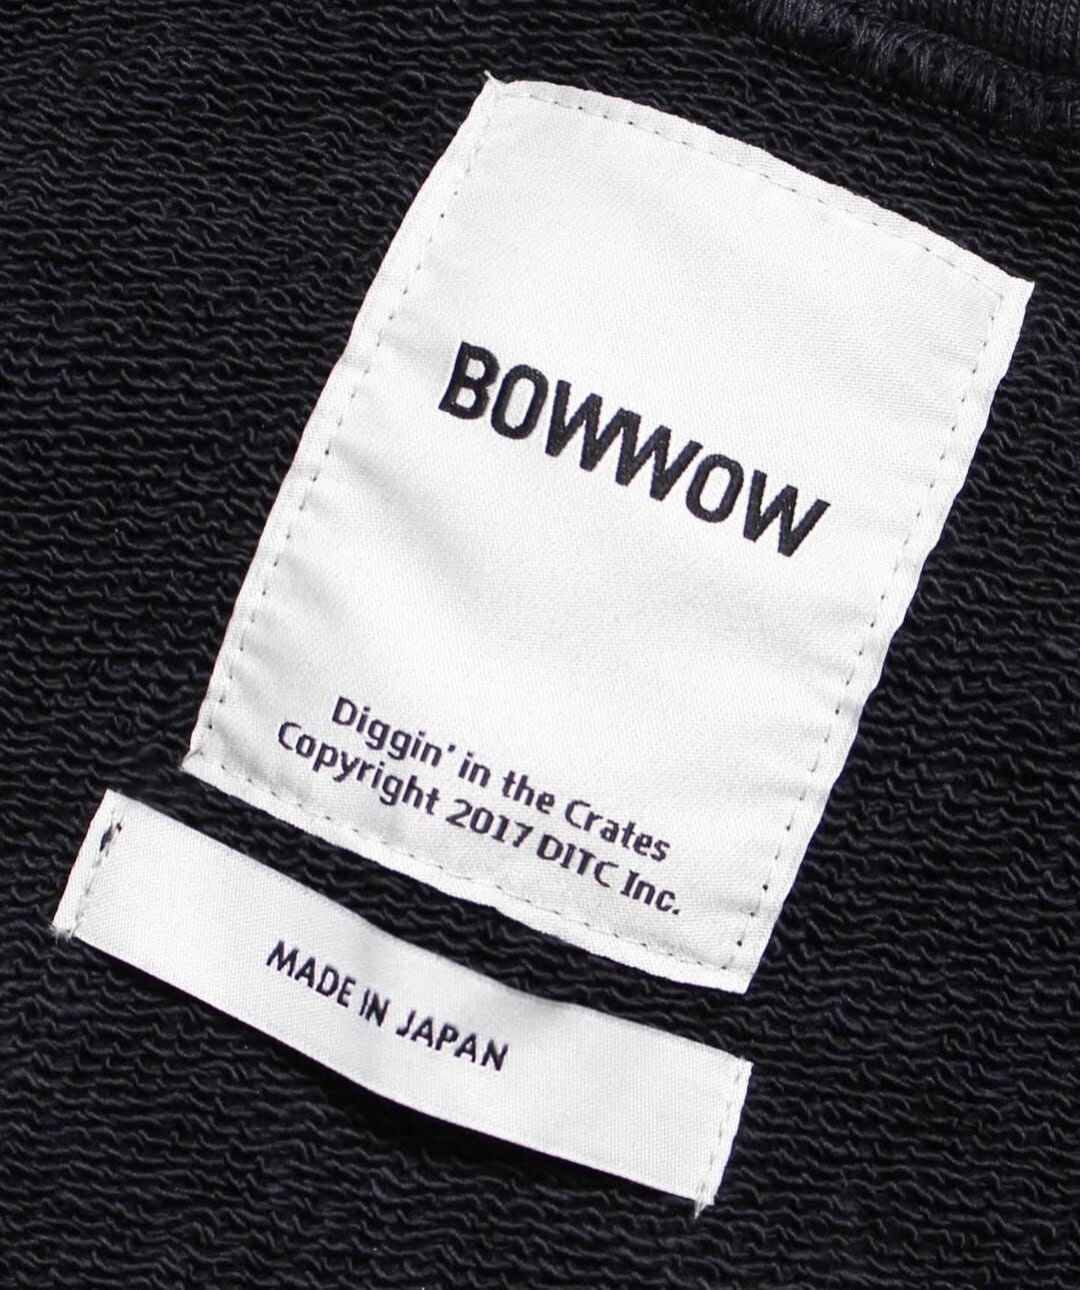 BOWWOW
Diggin' in the Crates
Copyright 2017 DITC Inc.
MADE IN JAPAN